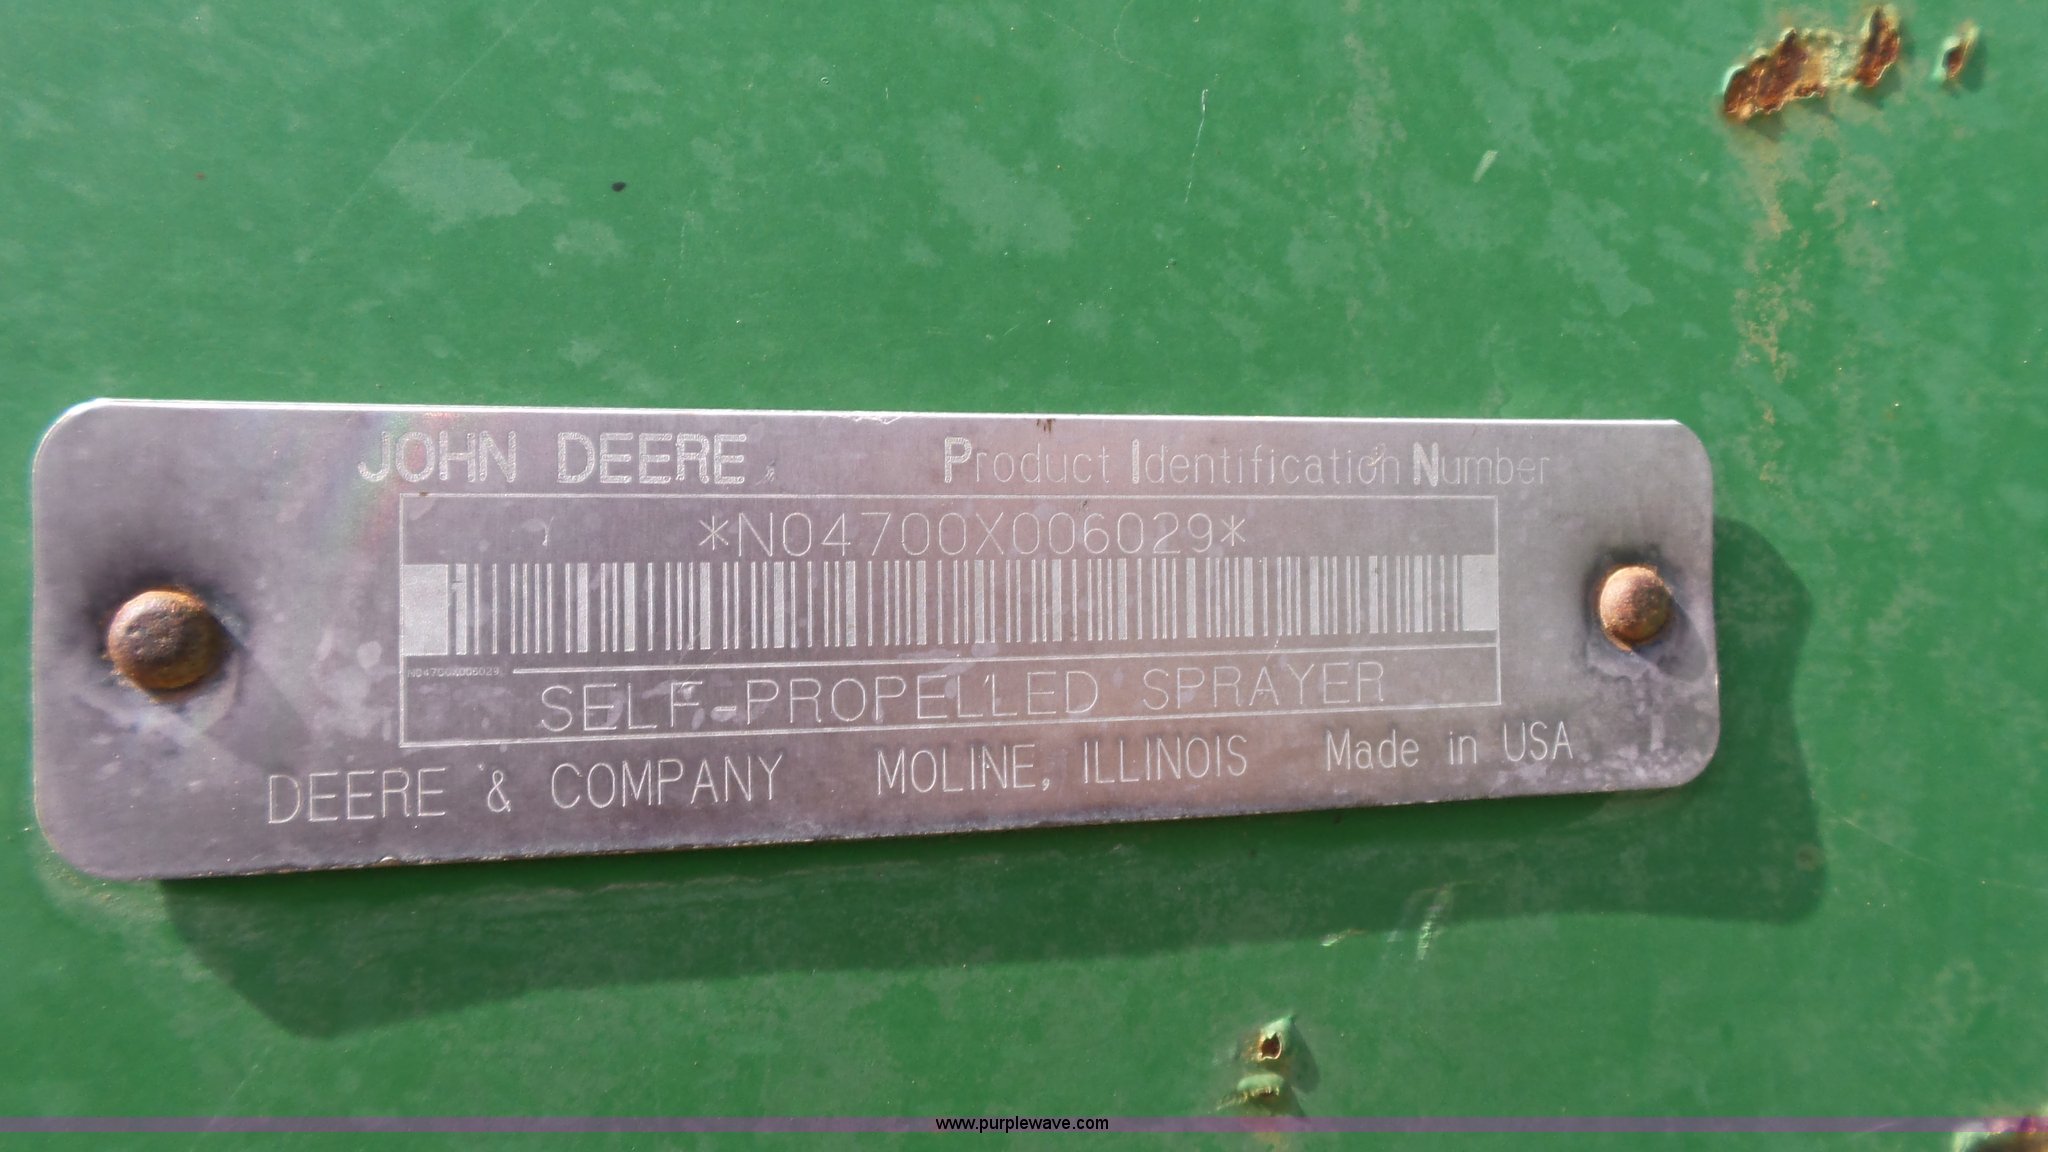 JOHN DEERE Product Identification Number
*N04700X006029*
N04700X006029
SELF-PROPELLED SPRAYER
DEERE & COMPANY MOLINE, ILLINOIS Made in USA
www.purplewave.com